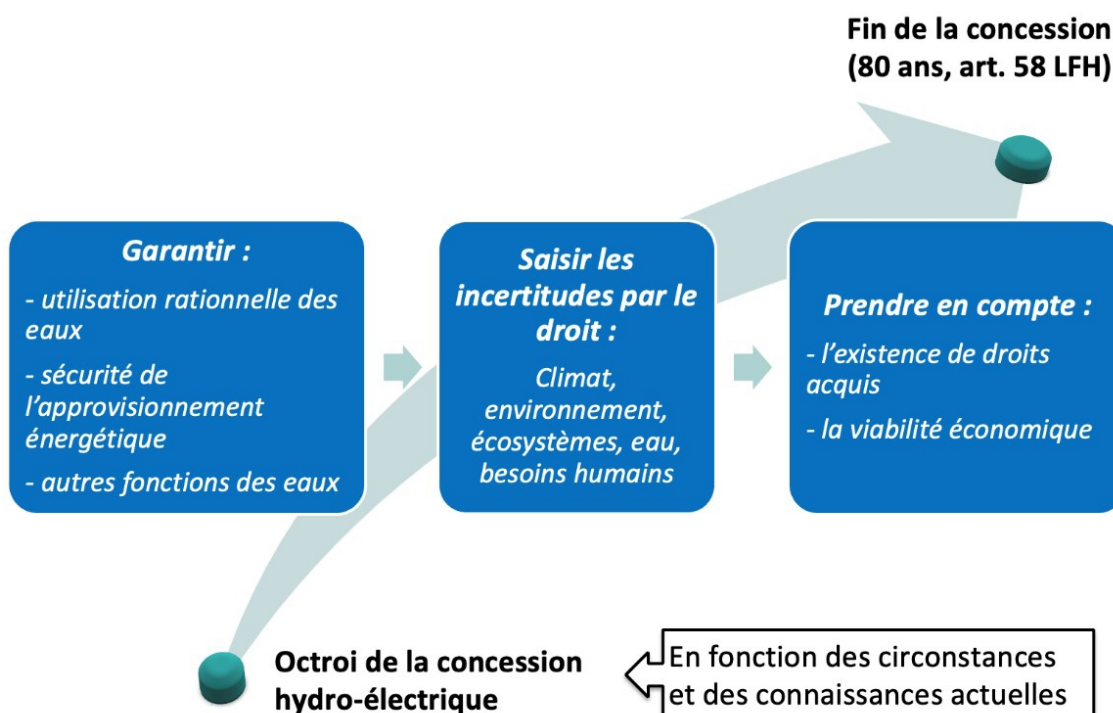 Fin de la concession
(80 ans, art. 58 LFH)
Garantir :
- utilisation rationnelle des
eaux
- sécurité de
l'approvisionnement
énergétique
- autres fonctions des eaux
Saisir les
incertitudes par le
droit :
Climat,
environnement,
écosystèmes, eau,
besoins humains
Prendre en compte :
- l'existence de droits
acquis
- la viabilité économique
Octroi de la concession
hydro-électrique
En fonction des circonstances
et des connaissances actuelles